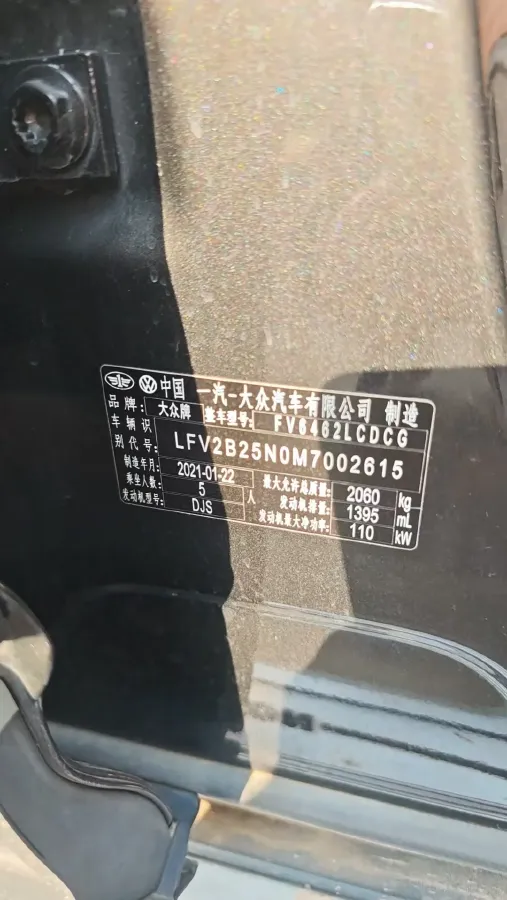 中国 一汽-大众汽车有限公司 制造
品牌: 大众牌 整车型号: FV6462LCDCG
车辆识别代号: LFV2B25N0M7002615
制造年月: 2021-01-22 最大允许总质量: 2060 kg
乘坐人数: 5 人 发动机排量: 1395 mL
发动机型号: DJS 发动机最大净功率: 110 kW